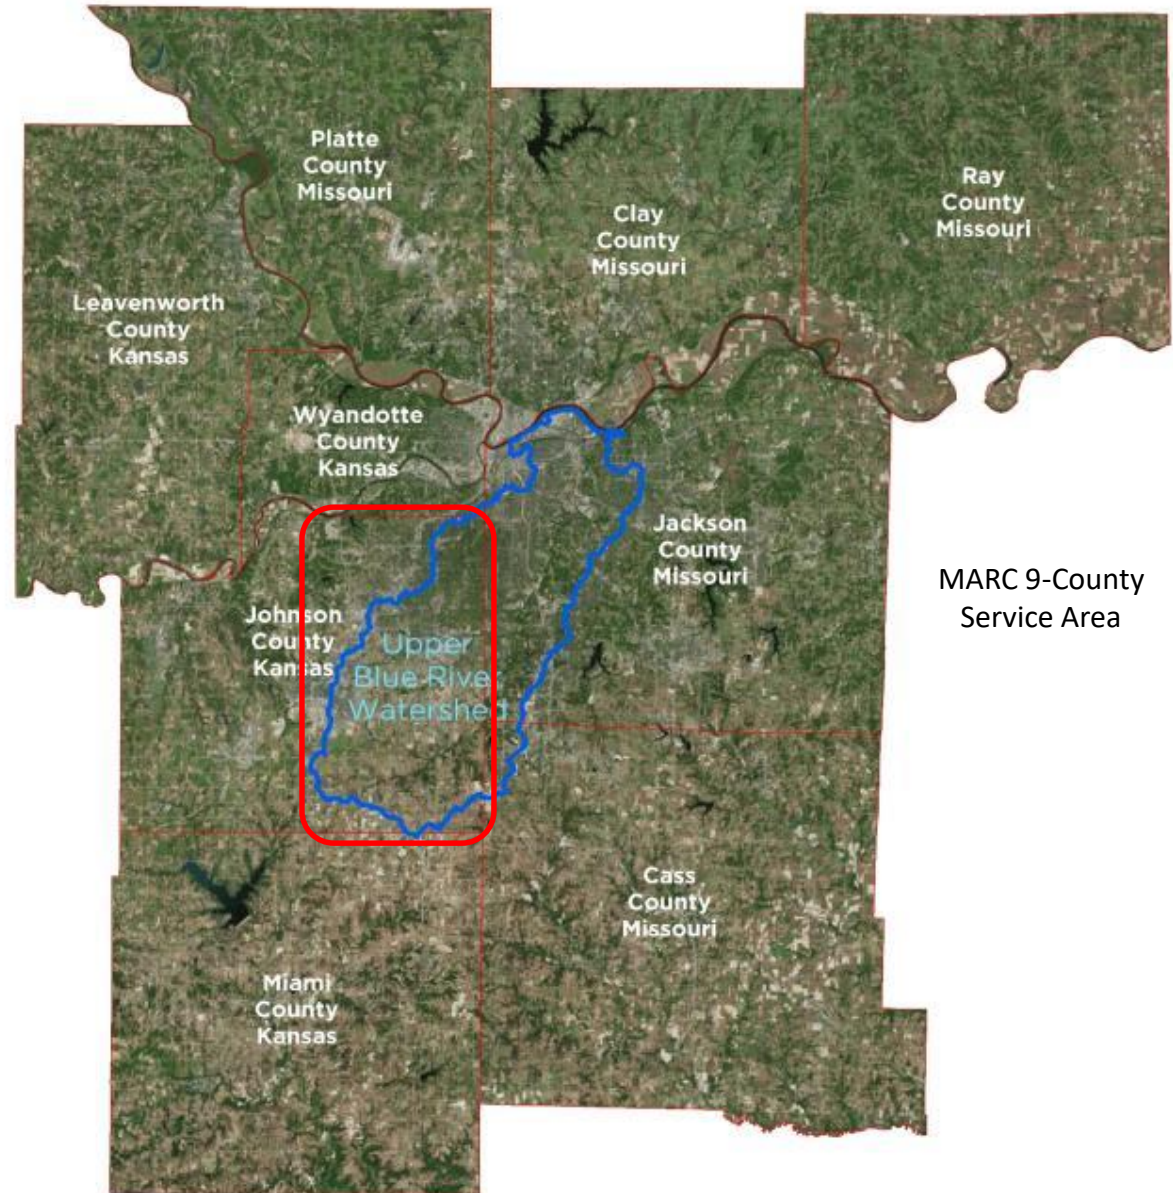 Platte
County
Missouri
Clay
County
Missouri
Ray
County
Missouri
Leavenworth
County
Kansas
Wyandotte
County
Kansas
Jackson
County
Missouri
MARC 9-County
Service Area
Johnson
County
Kansas
Upper
Blue River
Watershed
Cass
County
Missouri
Miami
County
Kansas